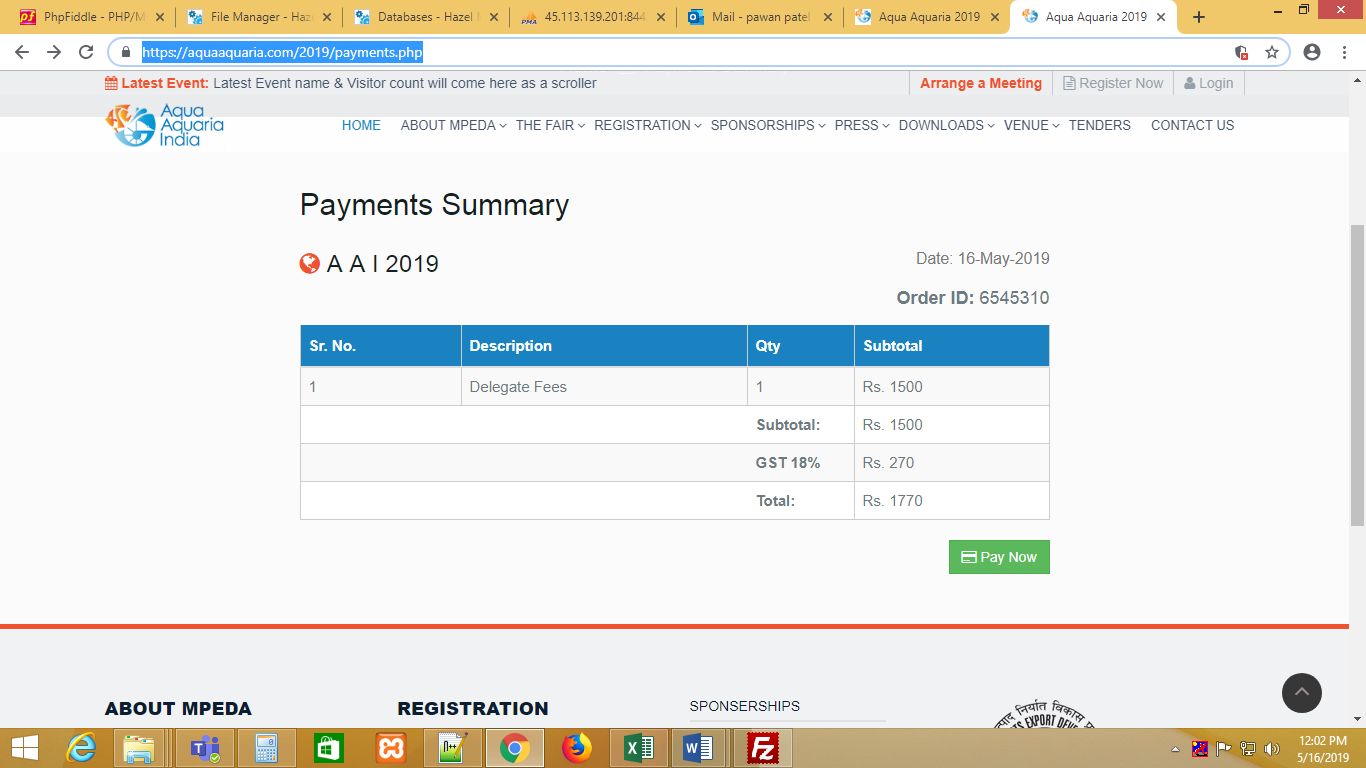 PhpFiddle - PHP/M
File Manager - Haz
Databases - Hazel
45.113.139.201:844
Mail - pawan patel
Aqua Aquaria 2019
Aqua Aquaria 2019
https://aquaaquaria.com/2019/payments.php
Latest Event: Latest Event name & Visitor count will come here as a scroller
Arrange a Meeting
Register Now
Login
Aqua
Aquaria
India
HOME
ABOUT MPEDA
THE FAIR
REGISTRATION
SPONSORSHIPS
PRESS
DOWNLOADS
VENUE
TENDERS
CONTACT US
Payments Summary
A A I 2019
Date: 16-May-2019
Order ID: 6545310
Sr. No. Description Qty Subtotal
1 Delegate Fees 1 Rs. 1500
Subtotal: Rs. 1500
GST 18% Rs. 270
Total: Rs. 1770
Pay Now
ABOUT MPEDA
REGISTRATION
SPONSERSHIPS
निर्यात विकास
12:02 PM
5/16/2019